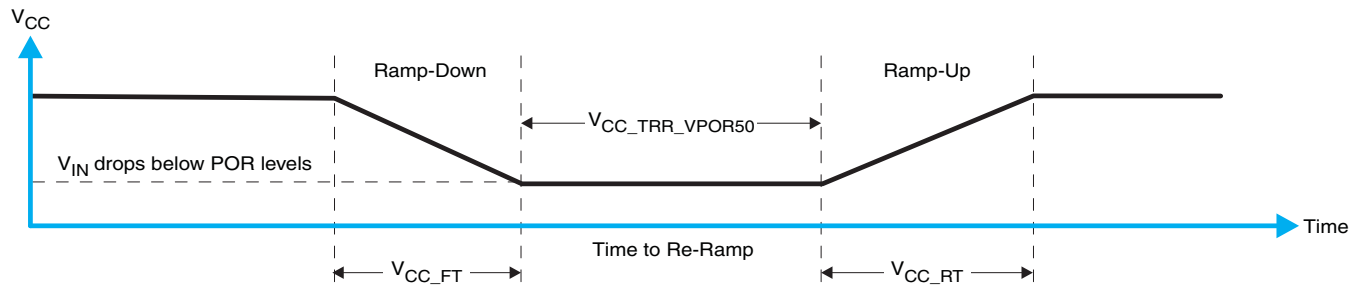 VCC
Ramp-Down
Ramp-Up
VCC_TRR_VPOR50
VIN drops below POR levels
Time
Time to Re-Ramp
VCC_FT
VCC_RT